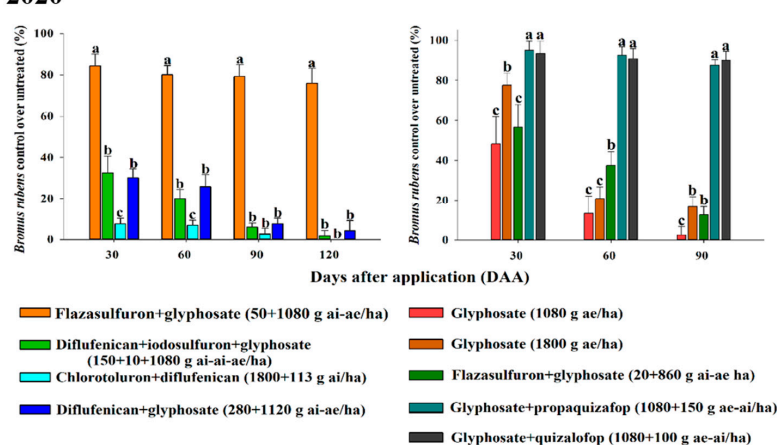 Bromus rubens control over untreated (%)
100
80
60
40
20
0
a
b
c
b
a
b
c
b
a
b
b
b
a
b
b
b
30
60
90
120
Bromus rubens control over untreated (%)
100
80
60
40
20
0
c
b
c
a
a
c
c
b
a
a
c
b
b
a
a
30
60
90
Days after application (DAA)
Flazasulfuron+glyphosate (50+1080 g ai-ae/ha)
Diflufenican+iodosulfuron+glyphosate
(150+10+1080 g ai-ai-ae/ha)
Chlorotoluron+diflufenican (1800+113 g ai/ha)
Diflufenican+glyphosate (280+1120 g ai-ae/ha)
Glyphosate (1080 g ae/ha)
Glyphosate (1800 g ae/ha)
Flazasulfuron+glyphosate (20+860 g ai-ae ha)
Glyphosate+propaquizafop (1080+150 g ae-ai/ha)
Glyphosate+quizalofop (1080+100 g ae-ai/ha)